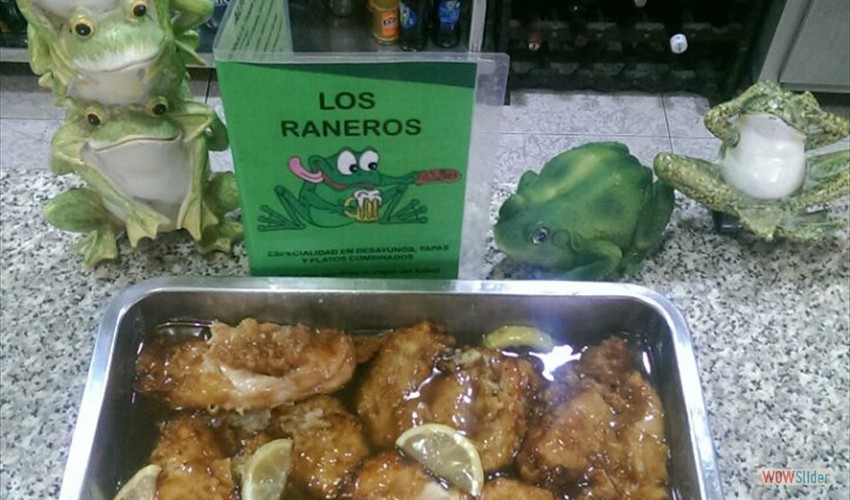 LOS
RANEROS
ESPECIALIDAD EN DESAYUNOS, TAPAS
Y PLATOS COMBINADOS
WOWSlider